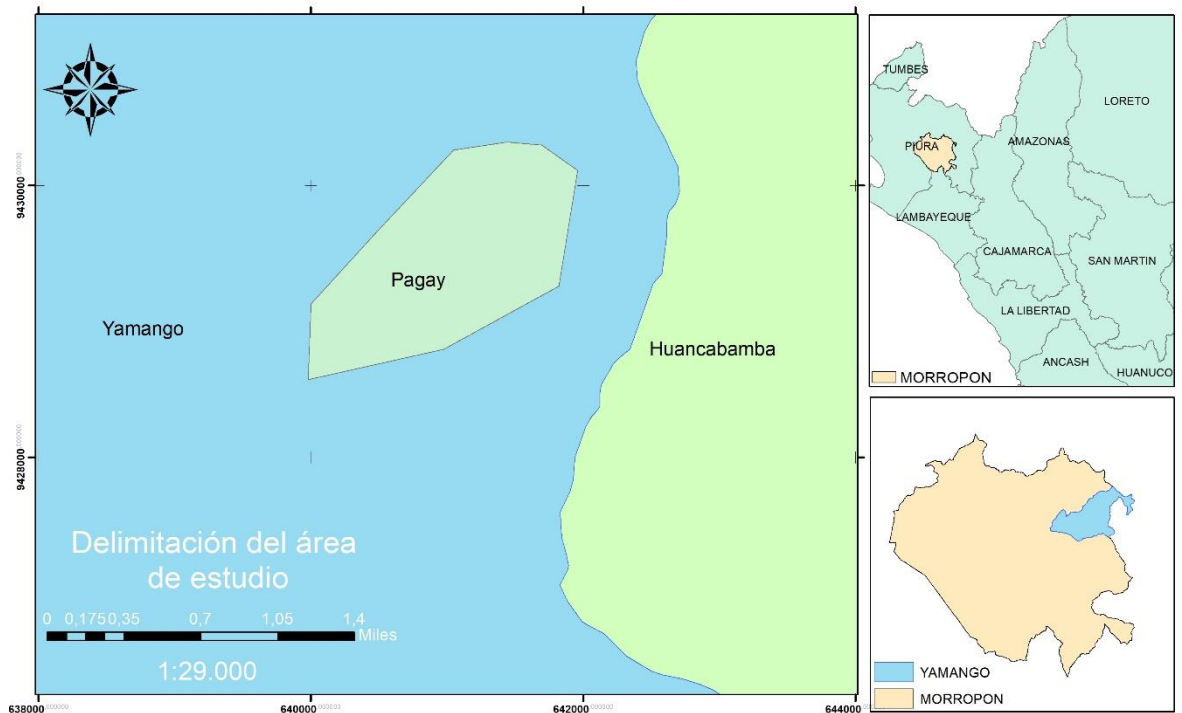 Yamango
Pagay
Huancabamba
Delimitación del área
de estudio
0 0,1750,35 0,7 1,05 1,4
Miles
1:29.000
9430000
9428000
638000
640000
642000
644000
TUMBES
LORETO
PIURA
AMAZONAS
LAMBAYEQUE
CAJAMARCA
SAN MARTIN
LA LIBERTAD
ANCASH
HUANUCO
MORROPON
YAMANGO
MORROPON